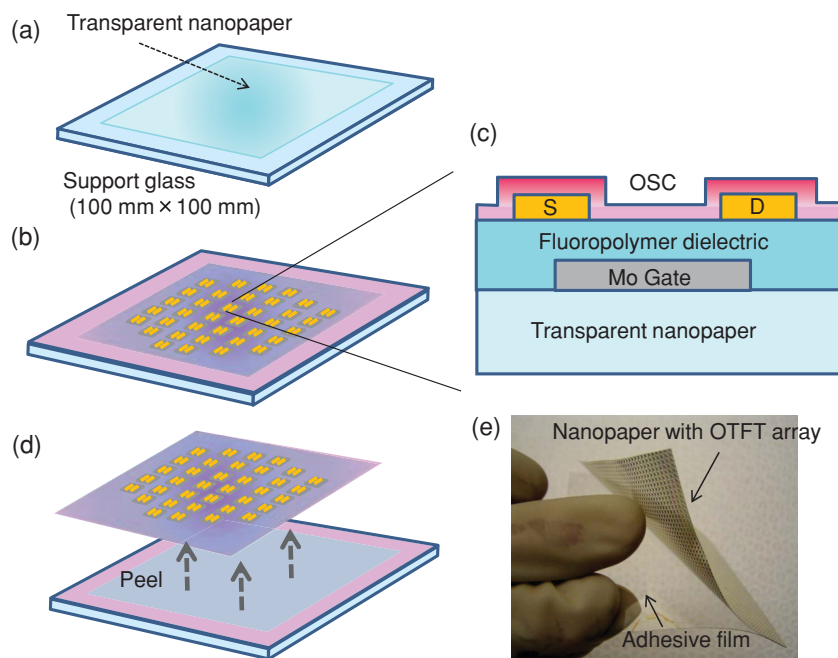 (a)
Transparent nanopaper
Support glass
(100 mm × 100 mm)
(b)
(c)
OSC
S
D
Fluoropolymer dielectric
Mo Gate
Transparent nanopaper
(d)
Peel
(e)
Nanopaper with OTFT array
Adhesive film